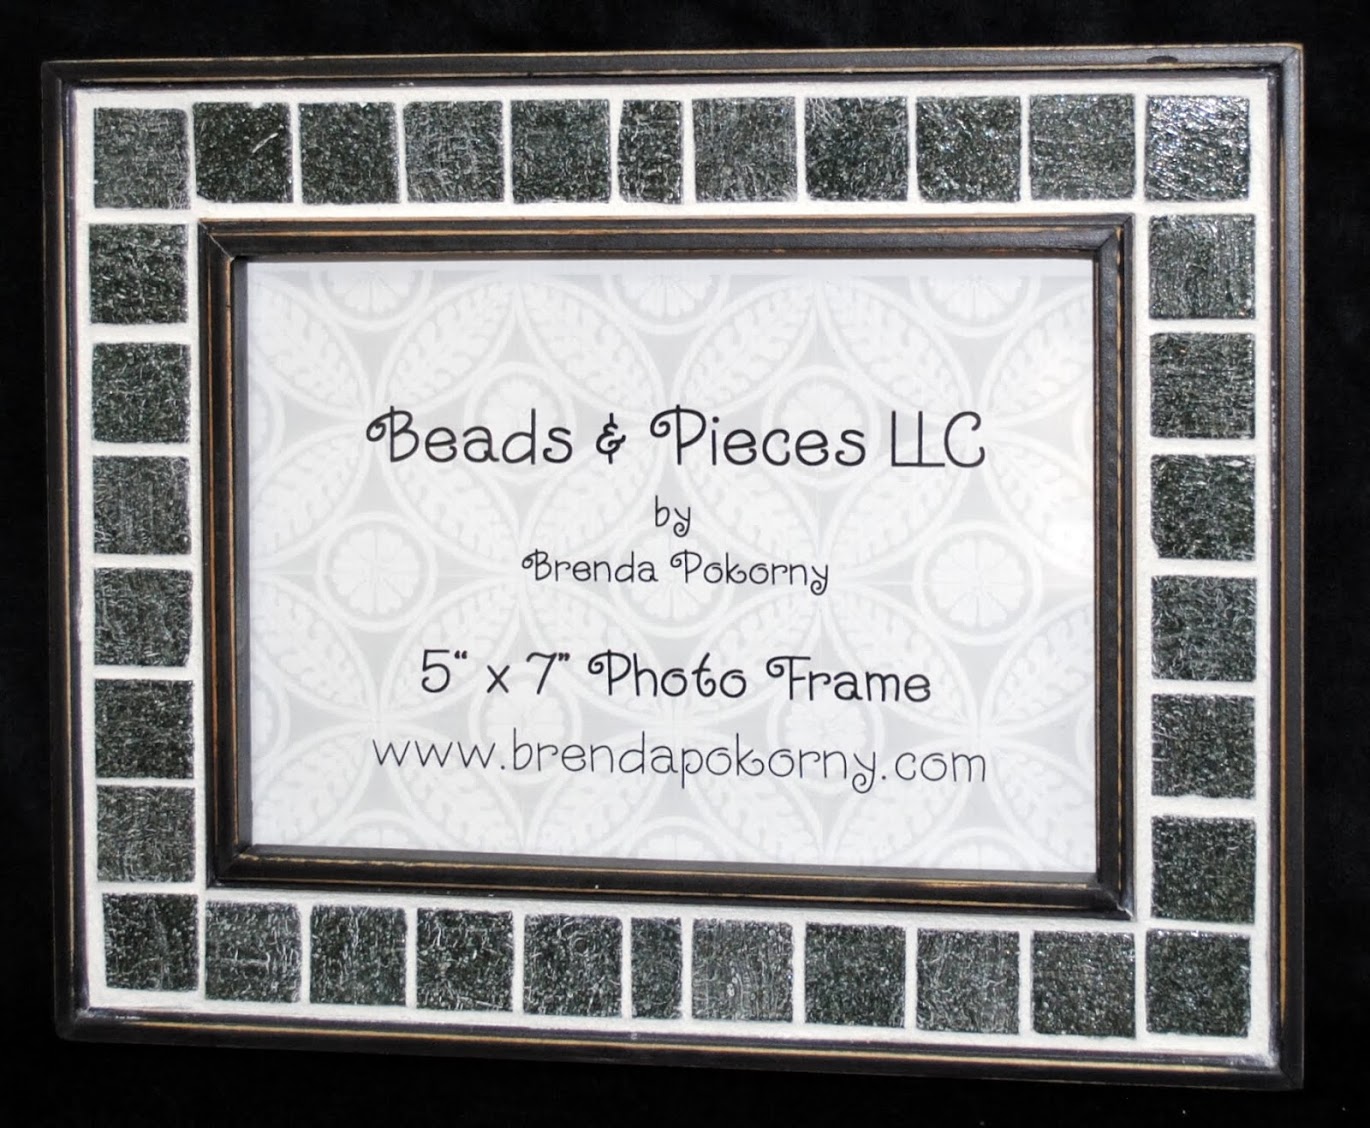 Beads & Pieces LLC
by
Brenda Pokorny
5“ x 7” Photo Frame
www.brendapokorny.com